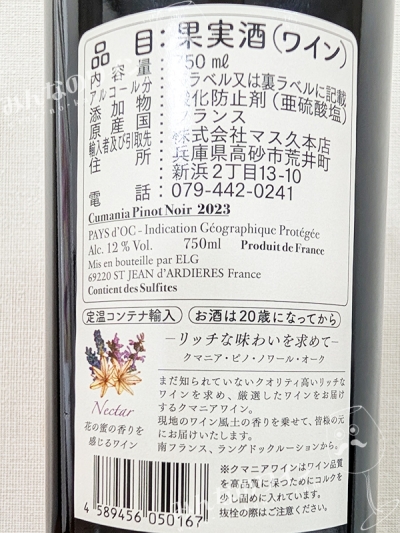 品目：果実酒（ワイン）
内容量 750 ml
アルコール分 ラベル又は裏ラベルに記載
添加物 酸化防止剤（亜硫酸塩）
原産国 フランス
輸入者及び引取先 株式会社マス久本店
住所 兵庫県高砂市荒井町
新浜2丁目13-10
電話：079-442-0241
Cumania Pinot Noir 2023
PAYS d'OC - Indication Géographique Protégée
Alc. 12 % Vol. 750ml Produit de France
Mis en bouteille par ELG
69220 ST JEAN d'ARDIERES France
Contient des Sulfites
定温コンテナ輸入 お酒は20歳になってから
―リッチな味わいを求めて―
クマニア・ピノ・ノワール・オーク
まだ知られていないクオリティ高いリッチな
ワインを求め、厳選したワインをお届け
するクマニアワイン。
現地のワイン風土の香りを乗せて、皆様の元
にお届けいたします。
南フランス、ラングドックルーションから。
Nectar
花の蜜の香りを
感じるワイン
4 589456 050167
※クマニアワインはワイン品質
を高品質に保つためにコルクを
少し固めに入れています。
抜栓の際はご注意ください。